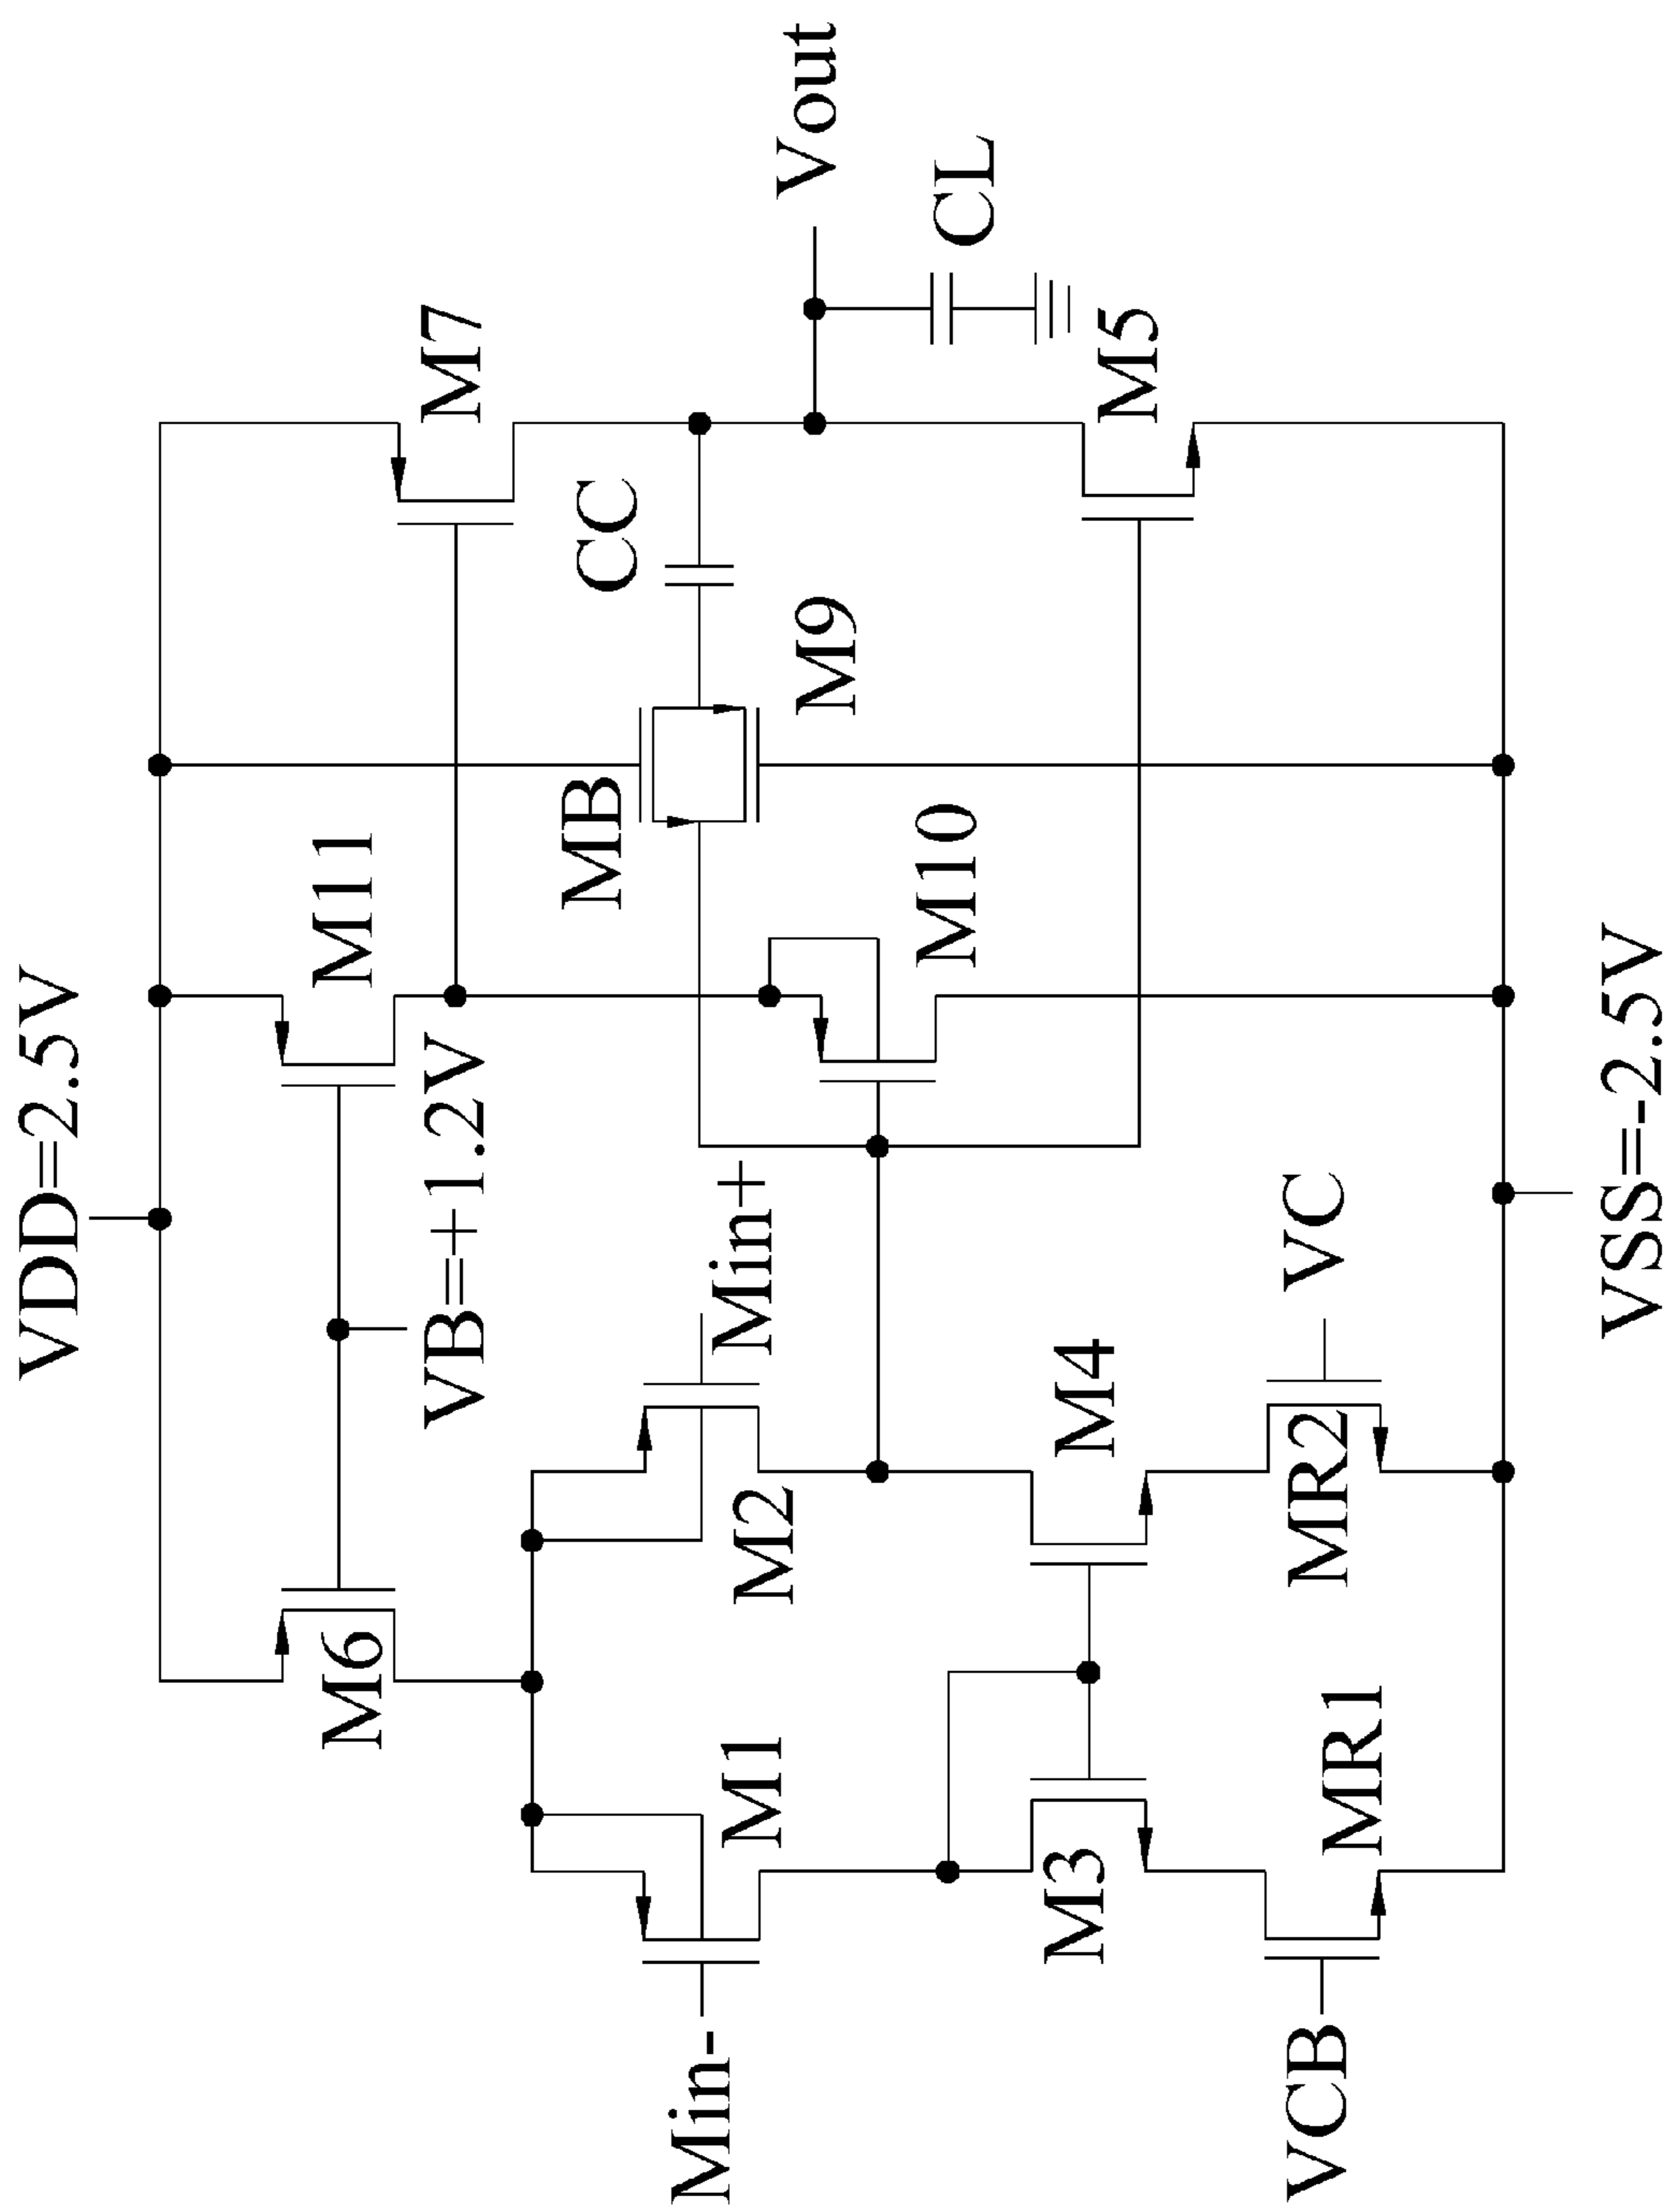 VDD=2.5V
M6
M11
M7
VB=+1.2V
Min-
M1
M2
Min+
MB
CC
M9
Vout
M10
CL
M3
M4
M5
VCB
MR1
MR2
VC
VSS=-2.5V